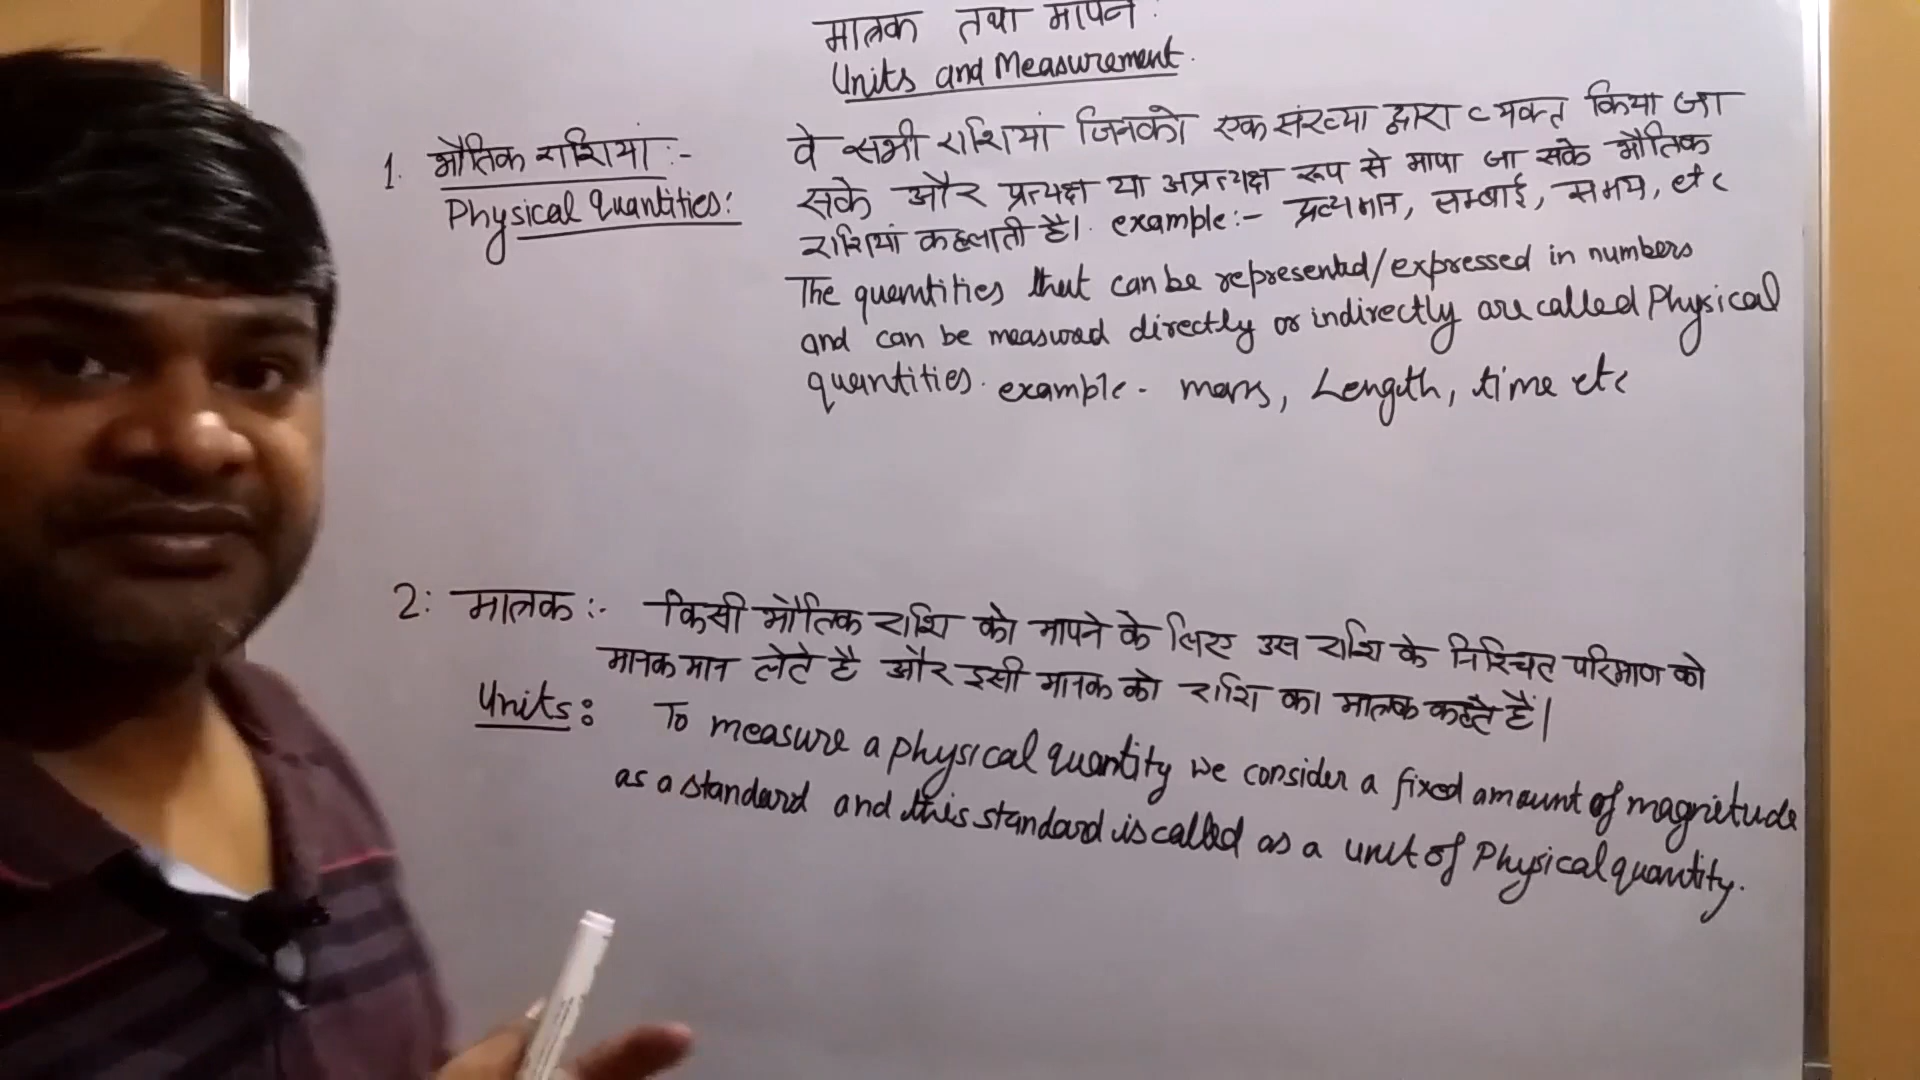 मात्रक तथा मापन :
Units and Measurement.
1. भौतिक राशियां :-
Physical Quantities:
वे सभी राशियां जिनको एक संख्या द्वारा व्यक्त किया जा
सके और प्रत्यक्ष या अप्रत्यक्ष रूप से मापा जा सके भौतिक
राशियां कहलाती है। example:- द्रव्यमान, लम्बाई, समय, etc
The quantities that can be represented/expressed in numbers
and can be measured directly or indirectly are called Physical
quantities. example - mass, Length, time etc
2: मात्रक :- किसी भौतिक राशि को मापने के लिए उस राशि के निश्चित परिमाण को
मानक मान लेते है और इसी मानक को राशि का मात्रक कहते हैं।
Units: To measure a physical quantity we consider a fixed amount of magnietude
as a standard and this standard is called as a unit of Physical quantity.